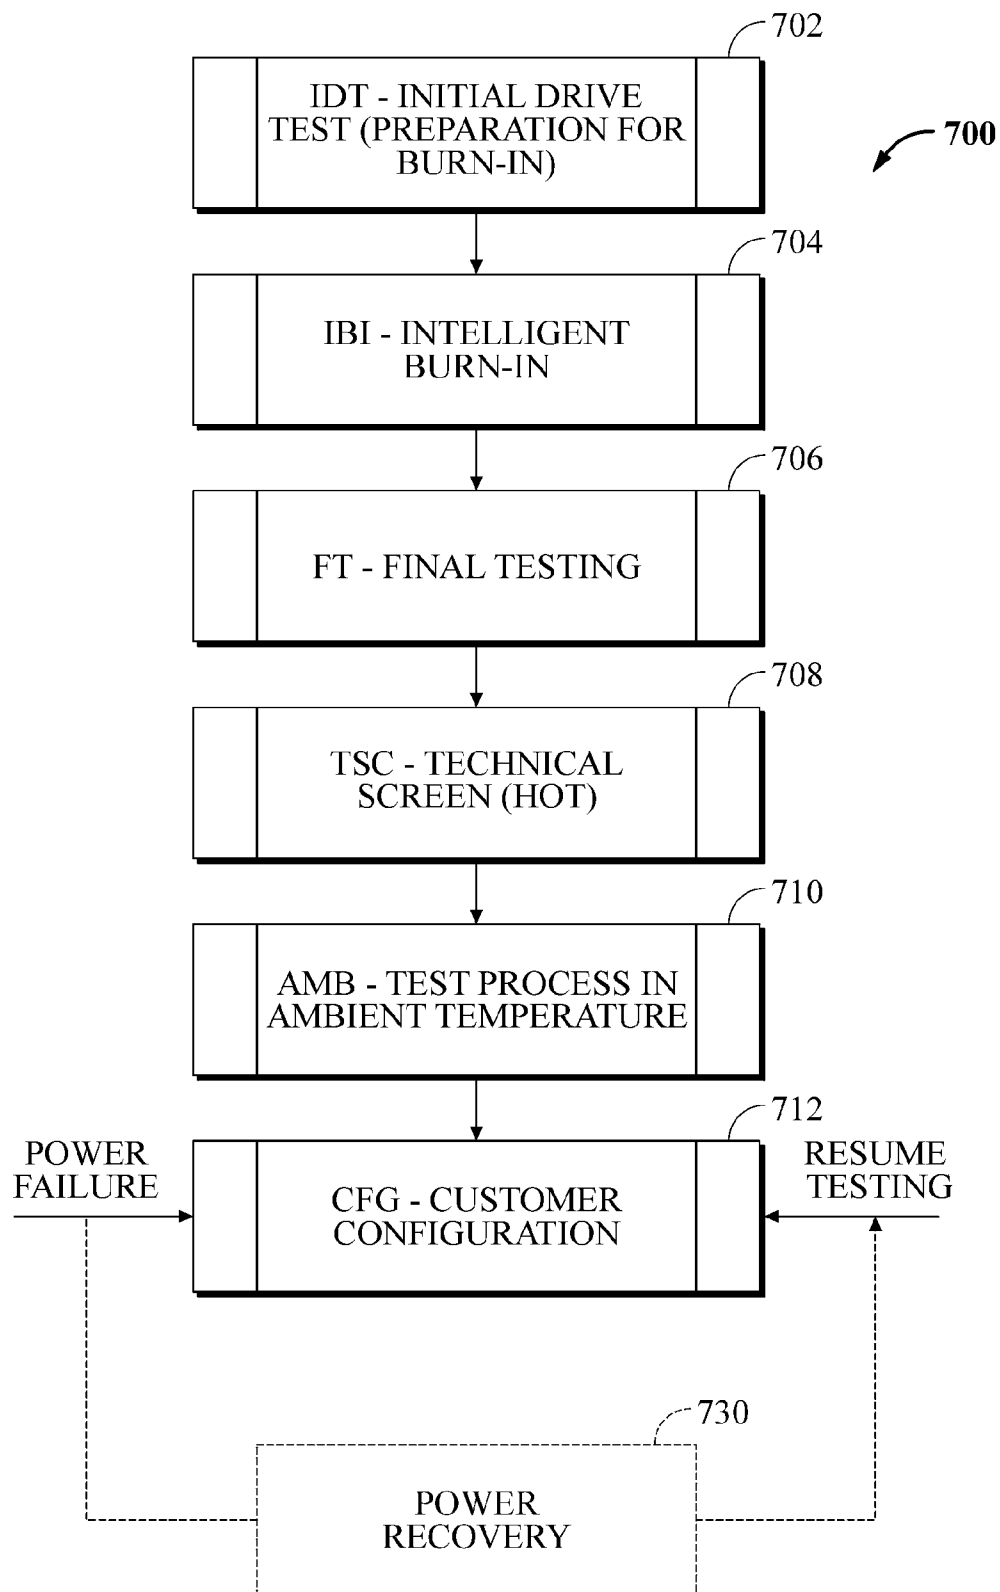 702
IDT - INITIAL DRIVE
TEST (PREPARATION FOR
BURN-IN)
700
704
IBI - INTELLIGENT
BURN-IN
706
FT - FINAL TESTING
708
TSC - TECHNICAL
SCREEN (HOT)
710
AMB - TEST PROCESS IN
AMBIENT TEMPERATURE
712
POWER
FAILURE
CFG - CUSTOMER
CONFIGURATION
RESUME
TESTING
730
POWER
RECOVERY